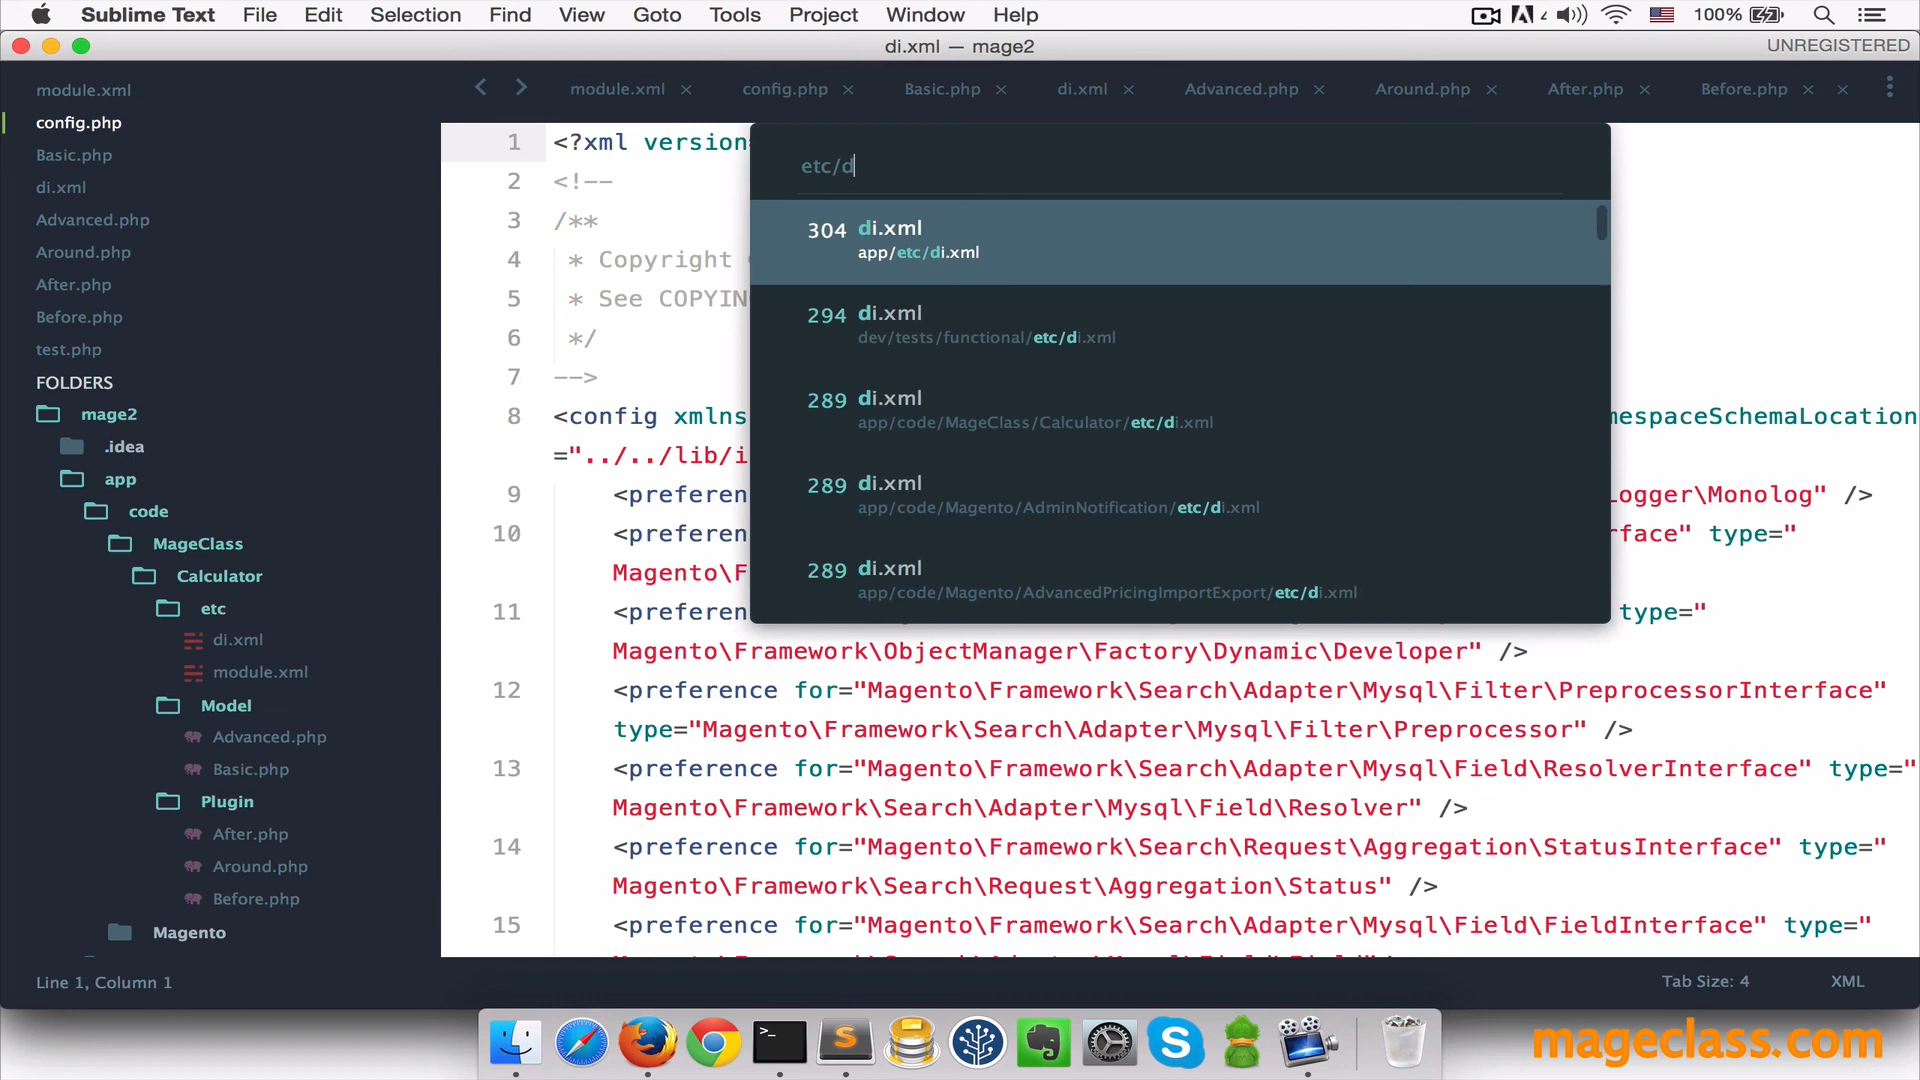 Sublime Text File Edit Selection Find View Goto Tools Project Window Help 4 100%
di.xml — mage2 UNREGISTERED
module.xml
config.php
Basic.php
di.xml
Advanced.php
Around.php
After.php
Before.php
test.php
FOLDERS
mage2
.idea
app
code
MageClass
Calculator
etc
di.xml
module.xml
Model
Advanced.php
Basic.php
Plugin
After.php
Around.php
Before.php
Magento
module.xml × config.php × Basic.php × di.xml × Advanced.php × Around.php × After.php × Before.php × ×
etc/d
304 di.xml
app/etc/di.xml
294 di.xml
dev/tests/functional/etc/di.xml
289 di.xml
app/code/MageClass/Calculator/etc/di.xml
289 di.xml
app/code/Magento/AdminNotification/etc/di.xml
289 di.xml
app/code/Magento/AdvancedPricingImportExport/etc/di.xml
1 <?xml version
2 <!--
3 /**
4 * Copyright
5 * See COPYIN
6 */
7 -->
8 <config xmlns mespaceSchemaLocation
="../../lib/i
9 <preferen ogger\Monolog" />
10 <preferen rface" type="
Magento\F
11 <prefere type="
Magento\Framework\ObjectManager\Factory\Dynamic\Developer" />
12 <preference for="Magento\Framework\Search\Adapter\Mysql\Filter\PreprocessorInterface"
type="Magento\Framework\Search\Adapter\Mysql\Filter\Preprocessor" />
13 <preference for="Magento\Framework\Search\Adapter\Mysql\Field\ResolverInterface" type="
Magento\Framework\Search\Adapter\Mysql\Field\Resolver" />
14 <preference for="Magento\Framework\Search\Request\Aggregation\StatusInterface" type="
Magento\Framework\Search\Request\Aggregation\Status" />
15 <preference for="Magento\Framework\Search\Adapter\Mysql\Field\FieldInterface" type="
Line 1, Column 1 Tab Size: 4 XML
mageclass.com